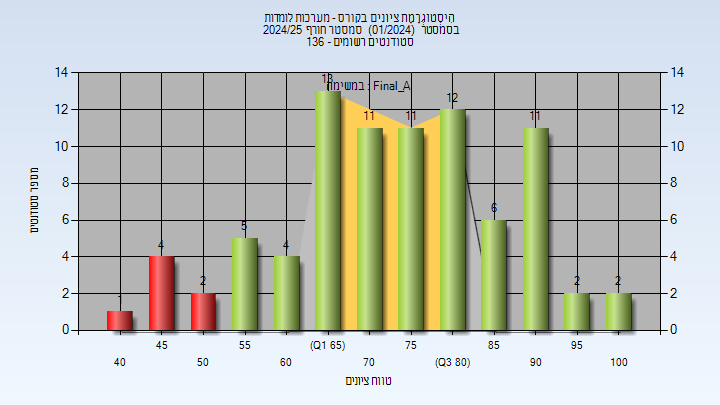 היסטוגרמת ציונים בקורס - מערכות לומדות
בסמסטר (01/2024) סמסטר חורף 2024/25
סטודנטים רשומים - 136
במשימה : Final_A
מספר סטודנטים
14 14
12 12
10 10
8 8
6 6
4 4
2 2
0 0
1 4 2 5 4 13 11 11 12 6 11 2 2
40 45 50 55 60 (Q1 65) 70 75 (Q3 80) 85 90 95 100
טווח ציונים